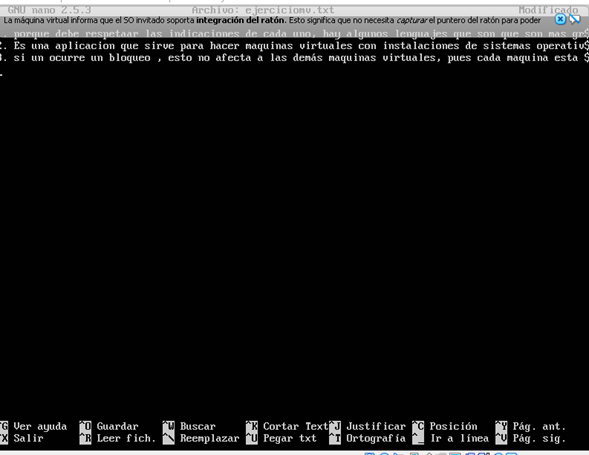 GNU nano 2.5.3 Archivo: ejerciciomv.txt Modificado
La máquina virtual informa que el SO invitado soporta integración del ratón. Esto significa que no necesita capturar el puntero del ratón para poder
porque debe respetaar las indicaciones de cada uno, hay algunos lenguajes que son que son mas gr$
2. Es una aplicacion que sirve para hacer maquinas virtuales con instalaciones de sistemas operativ$
3. si un ocurre un bloqueo , esto no afecta a las demás maquinas virtuales, pues cada maquina esta $
^G Ver ayuda ^O Guardar ^W Buscar ^K Cortar Text ^J Justificar ^C Posición ^Y Pág. ant.
^X Salir ^R Leer fich. ^\ Reemplazar ^U Pegar txt ^T Ortografía ^_ Ir a línea ^V Pág. sig.